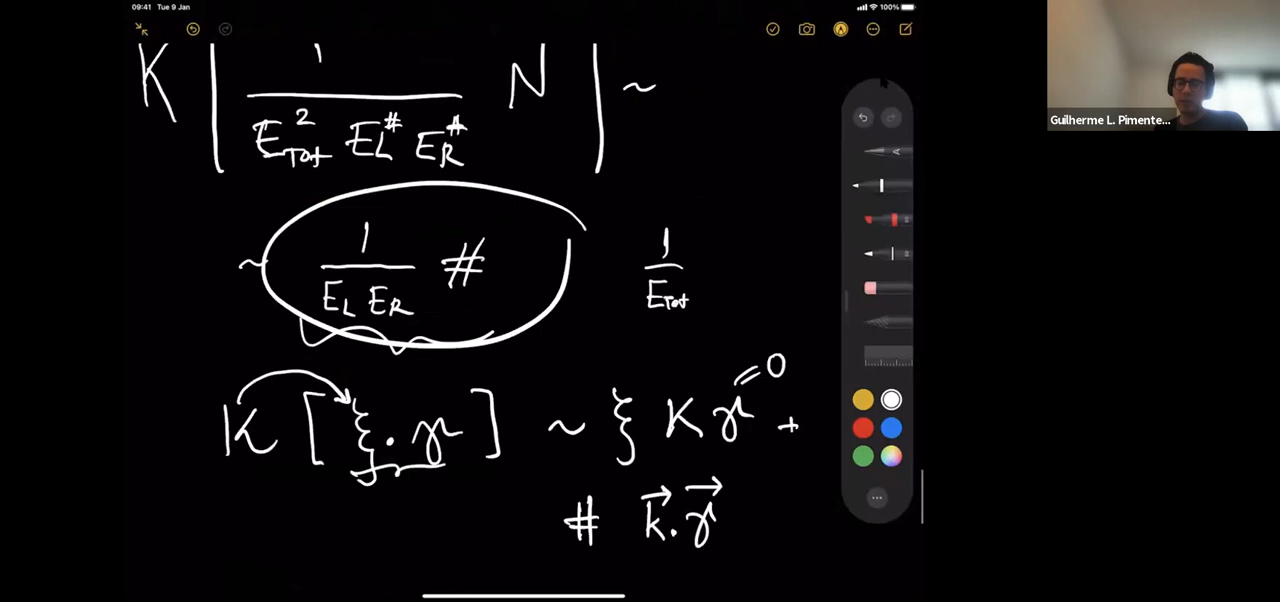 09:41 Tue 9 Jan
100%
Guilherme L. Pimente...
K | 1 / E_Tot^2 E_L^# E_R^# N | ~
~ 1 / E_L E_R # 1 / E_Tot
K [ ξ . γ ] ~ ξ K γ = 0 +
# k⃗ . γ⃗